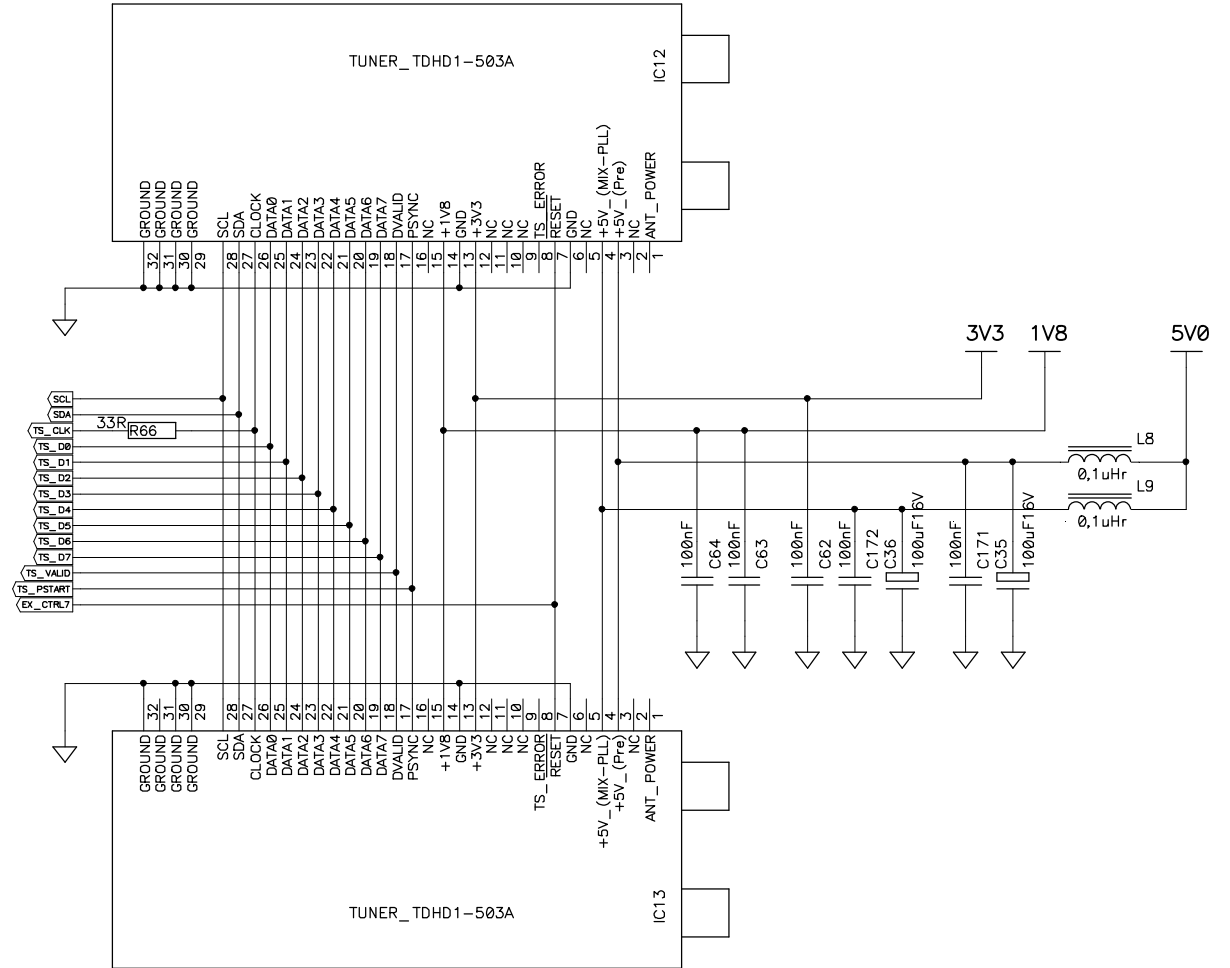 TUNER_TDHD1-503A
IC12
GROUND
GROUND
GROUND
GROUND
SCL
SDA
CLOCK
DATA0
DATA1
DATA2
DATA3
DATA4
DATA5
DATA6
DATA7
DVALID
PSYNC
NC
+1V8
GND
+3V3
NC
NC
NC
TS_ERROR
RESET
GND
NC
+5V_(MIX-PLL)
+5V_(Pre)
NC
ANT_POWER
32
31
30
29
28
27
26
25
24
23
22
21
20
19
18
17
16
15
14
13
12
11
10
9
8
7
6
5
4
3
2
1
3V3
1V8
5V0
SCL
SDA
TS_CLK
33R
R66
TS_D0
TS_D1
TS_D2
TS_D3
TS_D4
TS_D5
TS_D6
TS_D7
TS_VALID
TS_PSTART
EX_CTRL7
L8
0,1uHr
L9
0,1uHr
100nF
C64
100nF
C63
100nF
C62
100nF
C172
C36
100uF16V
100nF
C171
C35
100uF16V
32
31
30
29
28
27
26
25
24
23
22
21
20
19
18
17
16
15
14
13
12
11
10
9
8
7
6
5
4
3
2
1
GROUND
GROUND
GROUND
GROUND
SCL
SDA
CLOCK
DATA0
DATA1
DATA2
DATA3
DATA4
DATA5
DATA6
DATA7
DVALID
PSYNC
NC
+1V8
GND
+3V3
NC
NC
NC
TS_ERROR
RESET
GND
NC
+5V_(MIX-PLL)
+5V_(Pre)
NC
ANT_POWER
TUNER_TDHD1-503A
IC13